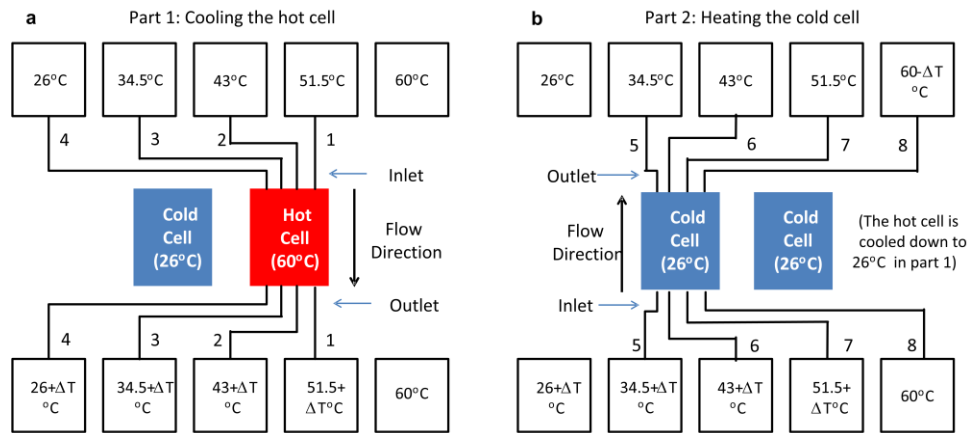 a Part 1: Cooling the hot cell
26°C 34.5°C 43°C 51.5°C 60°C
4 3 2 1
Inlet
Cold
Cell
(26°C)
Hot
Cell
(60°C)
Flow
Direction
Outlet
4 3 2 1
26+ΔT
°C
34.5+ΔT
°C
43+ΔT
°C
51.5+
ΔT°C
60°C
b Part 2: Heating the cold cell
26°C 34.5°C 43°C 51.5°C
60-ΔT
°C
5 6 7 8
Outlet
Flow
Direction
Cold
Cell
(26°C)
Cold
Cell
(26°C)
(The hot cell is
cooled down to
26°C in part 1)
Inlet
5 6 7 8
26+ΔT
°C
34.5+ΔT
°C
43+ΔT
°C
51.5+
ΔT°C
60°C